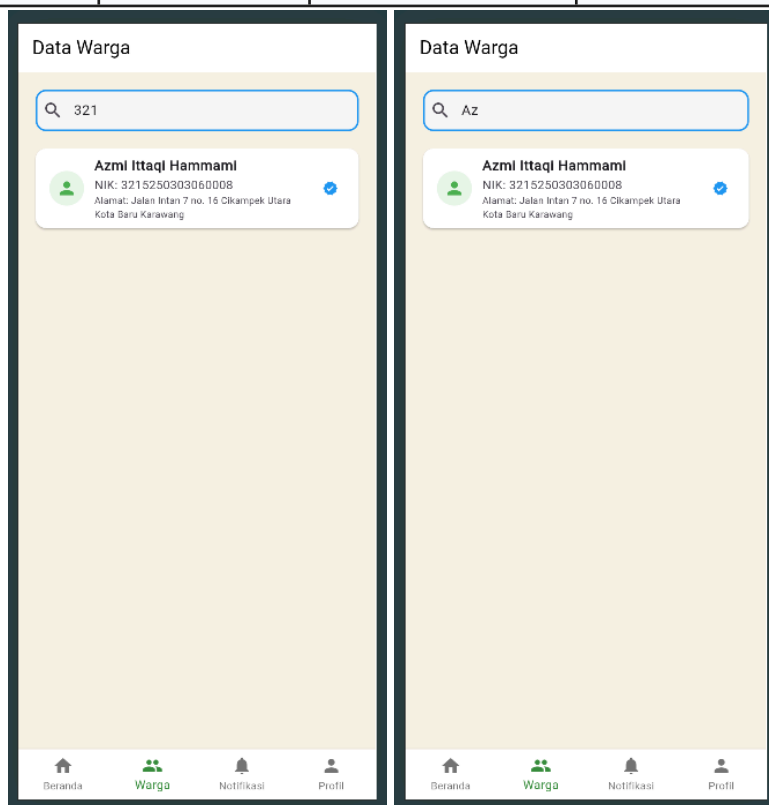 Data Warga
321
Azmi Ittaqi Hammami
NIK: 3215250303060008
Alamat: Jalan Intan 7 no. 16 Cikampek Utara
Kota Baru Karawang
Beranda
Warga
Notifikasi
Profil
Data Warga
Az
Azmi Ittaqi Hammami
NIK: 3215250303060008
Alamat: Jalan Intan 7 no. 16 Cikampek Utara
Kota Baru Karawang
Beranda
Warga
Notifikasi
Profil